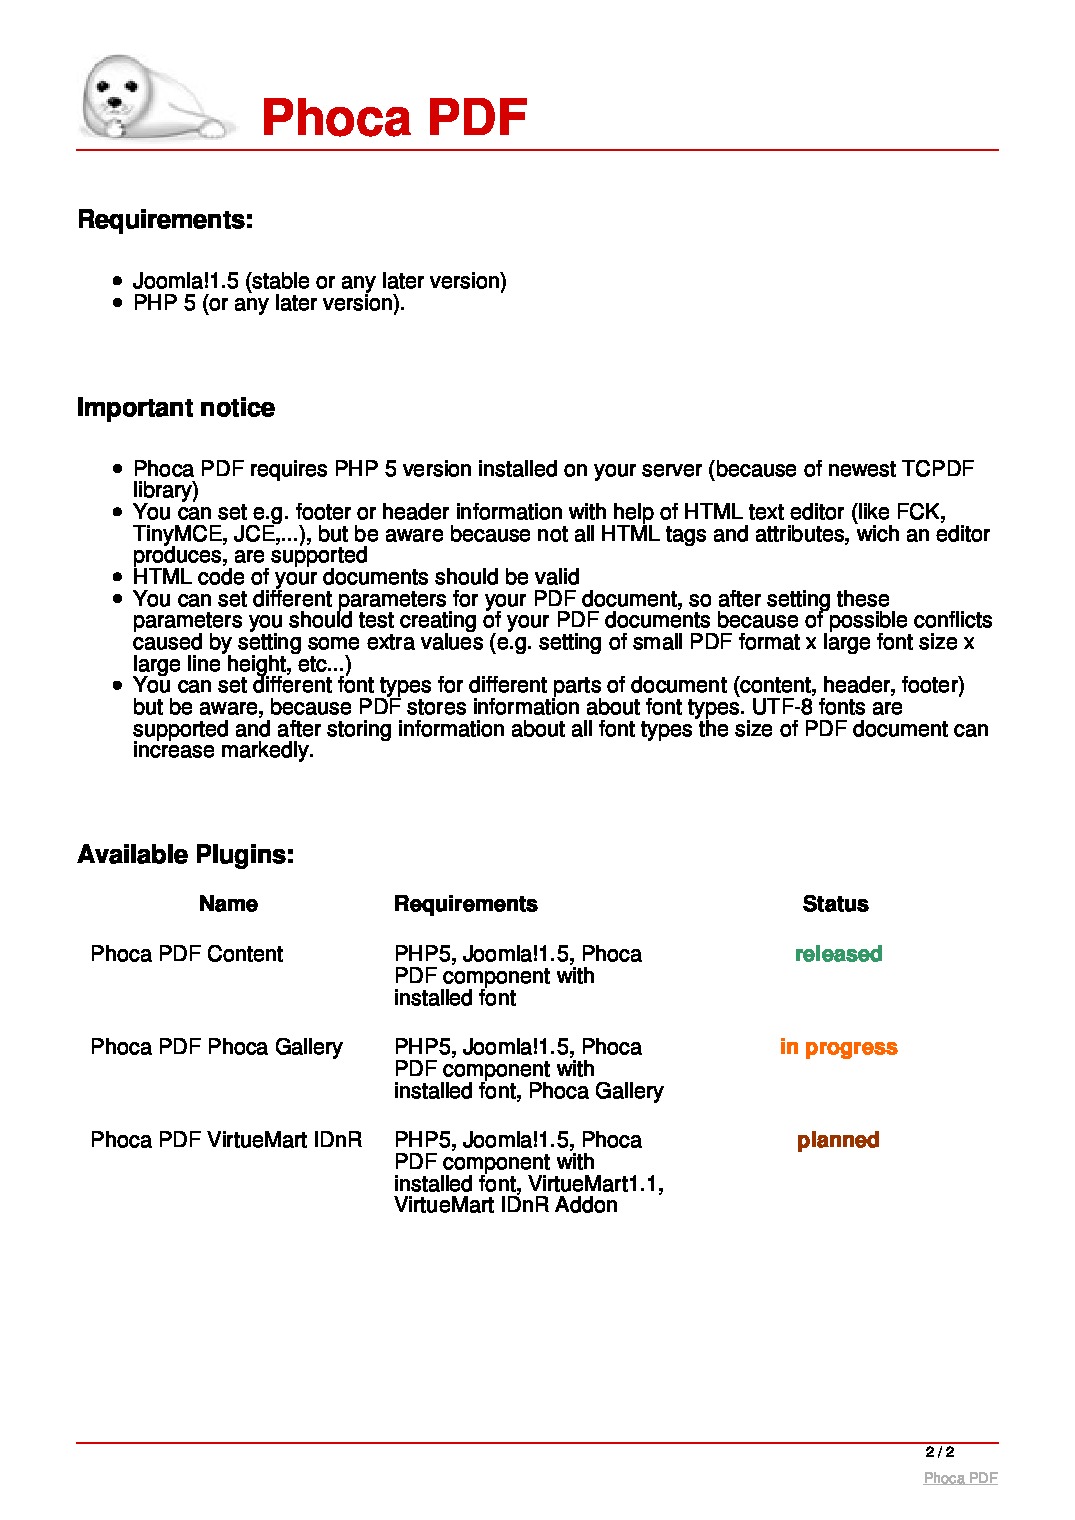 Phoca PDF
Requirements:
• Joomla!1.5 (stable or any later version)
• PHP 5 (or any later version).
Important notice
• Phoca PDF requires PHP 5 version installed on your server (because of newest TCPDF
library)
• You can set e.g. footer or header information with help of HTML text editor (like FCK,
TinyMCE, JCE,...), but be aware because not all HTML tags and attributes, wich an editor
produces, are supported
• HTML code of your documents should be valid
• You can set different parameters for your PDF document, so after setting these
parameters you should test creating of your PDF documents because of possible conflicts
caused by setting some extra values (e.g. setting of small PDF format x large font size x
large line height, etc...)
• You can set different font types for different parts of document (content, header, footer)
but be aware, because PDF stores information about font types. UTF-8 fonts are
supported and after storing information about all font types the size of PDF document can
increase markedly.
Available Plugins:
Name Requirements Status
Phoca PDF Content PHP5, Joomla!1.5, Phoca released
PDF component with
installed font
Phoca PDF Phoca Gallery PHP5, Joomla!1.5, Phoca in progress
PDF component with
installed font, Phoca Gallery
Phoca PDF VirtueMart IDnR PHP5, Joomla!1.5, Phoca planned
PDF component with
installed font, VirtueMart1.1,
VirtueMart IDnR Addon
2 / 2
Phoca PDF